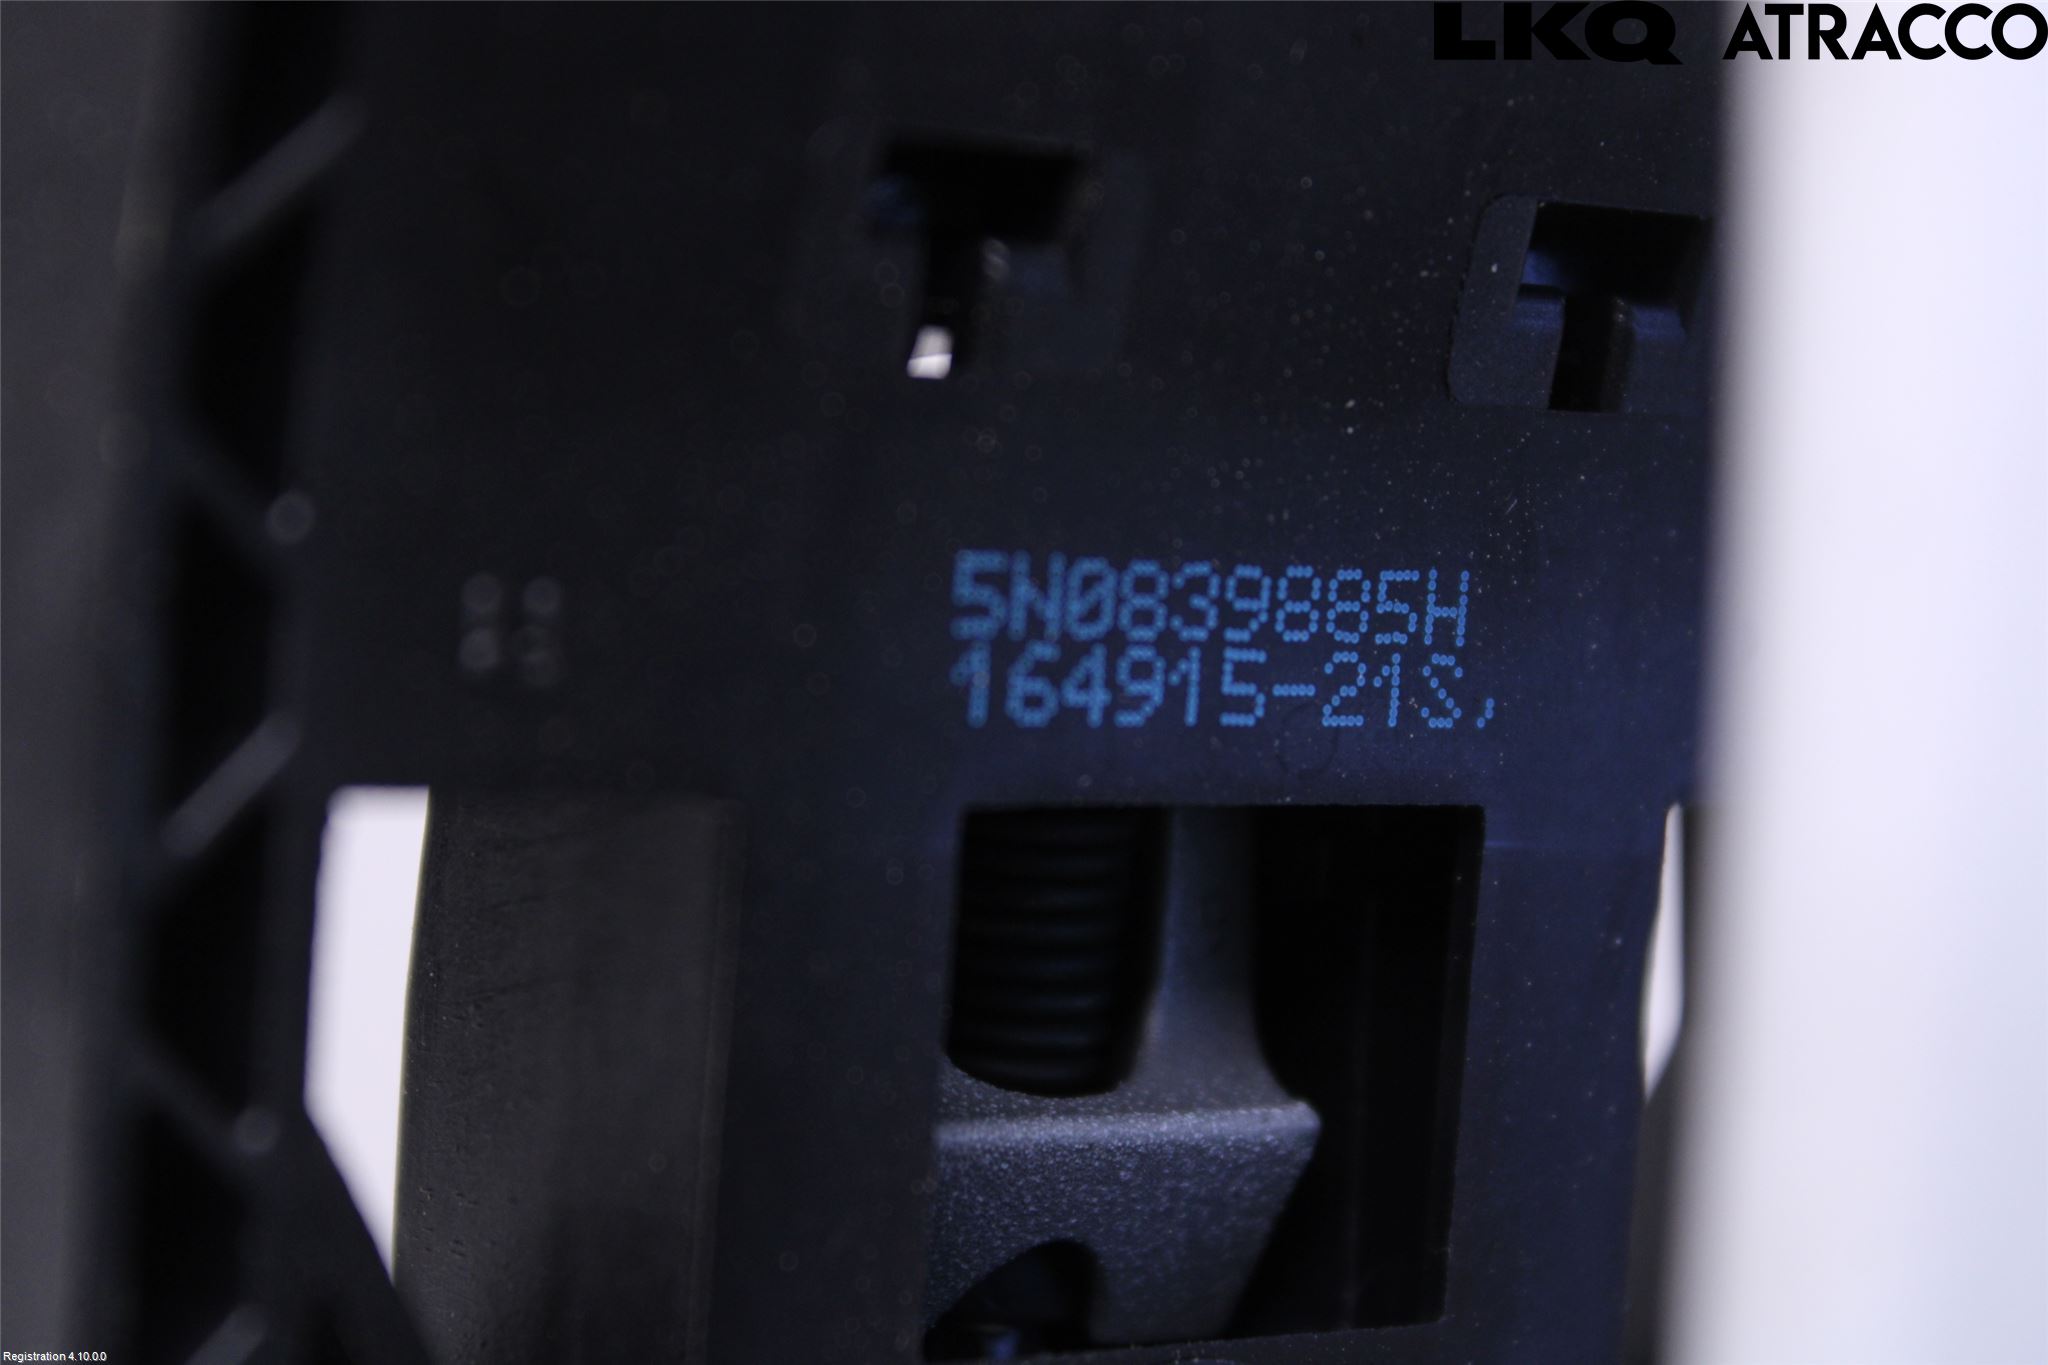 LKQ ATRACCO
5N0839885H
164915-21S,
Registration 4.10.0.0